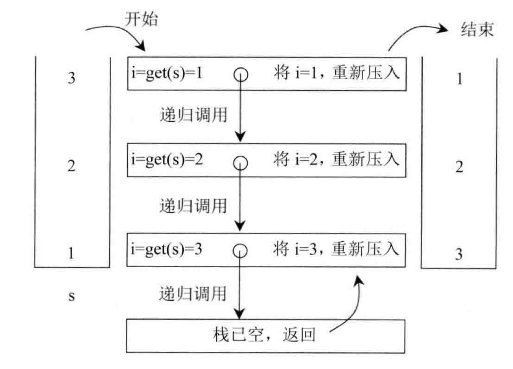 开始
结束
3
i=get(s)=1
将 i=1, 重新压入
1
递归调用
2
i=get(s)=2
将 i=2, 重新压入
2
递归调用
1
i=get(s)=3
将 i=3, 重新压入
3
s
递归调用
栈已空，返回